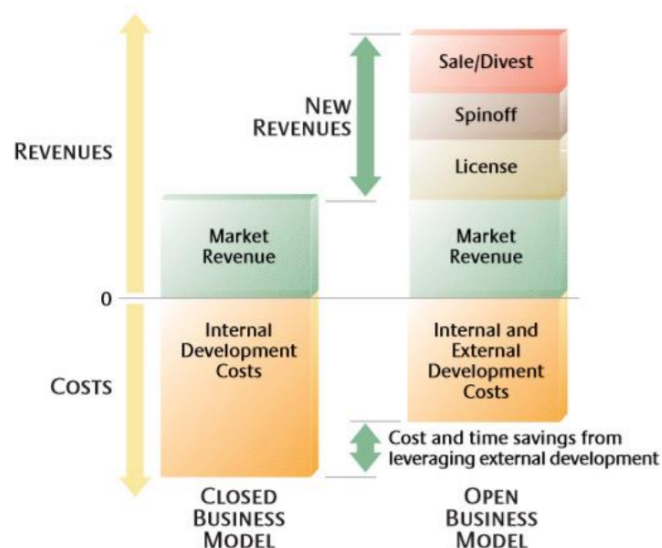 Sale/Divest
NEW
REVENUES
Spinoff
REVENUES
License
Market
Revenue
Market
Revenue
0
Internal
Development
Costs
Internal and
External
Development
Costs
COSTS
Cost and time savings from
leveraging external development
CLOSED
BUSINESS
MODEL
OPEN
BUSINESS
MODEL